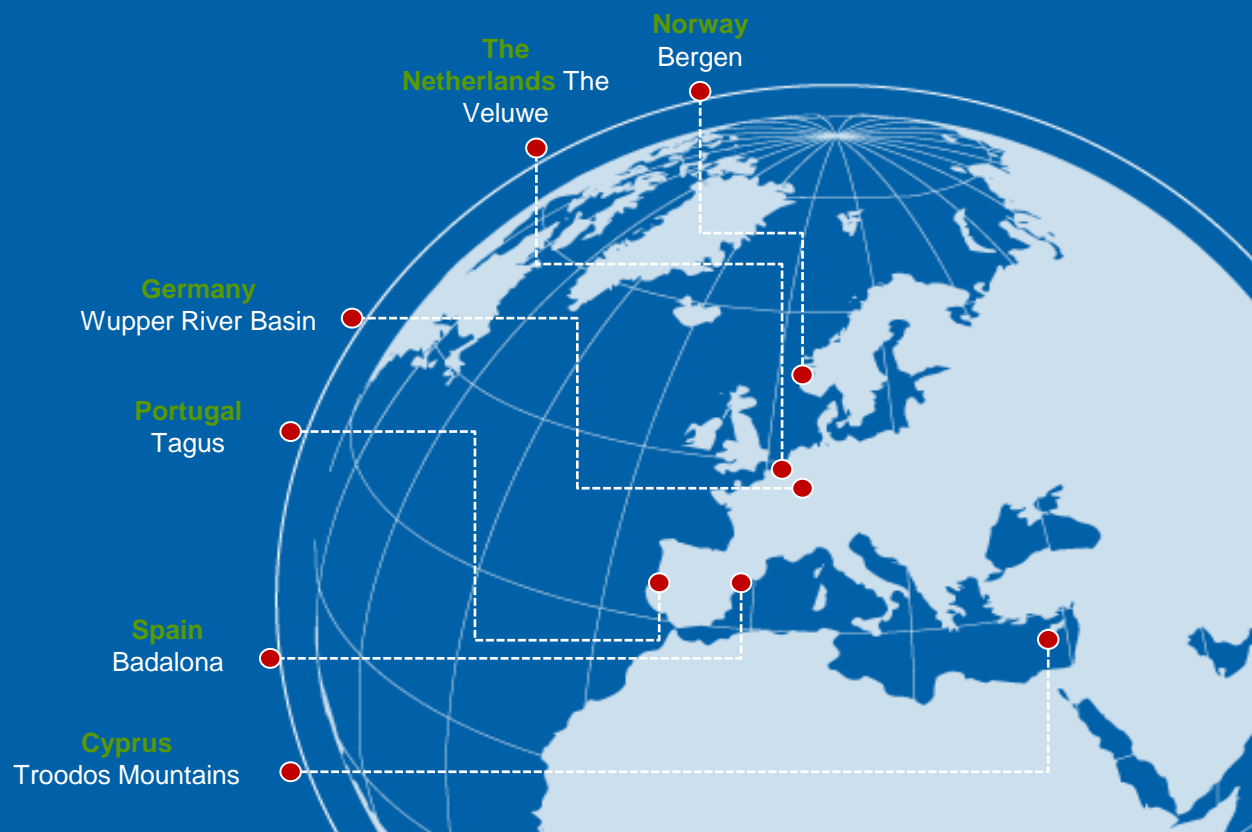 Norway
Bergen
The
Netherlands The
Veluwe
Germany
Wupper River Basin
Portugal
Tagus
Spain
Badalona
Cyprus
Troodos Mountains